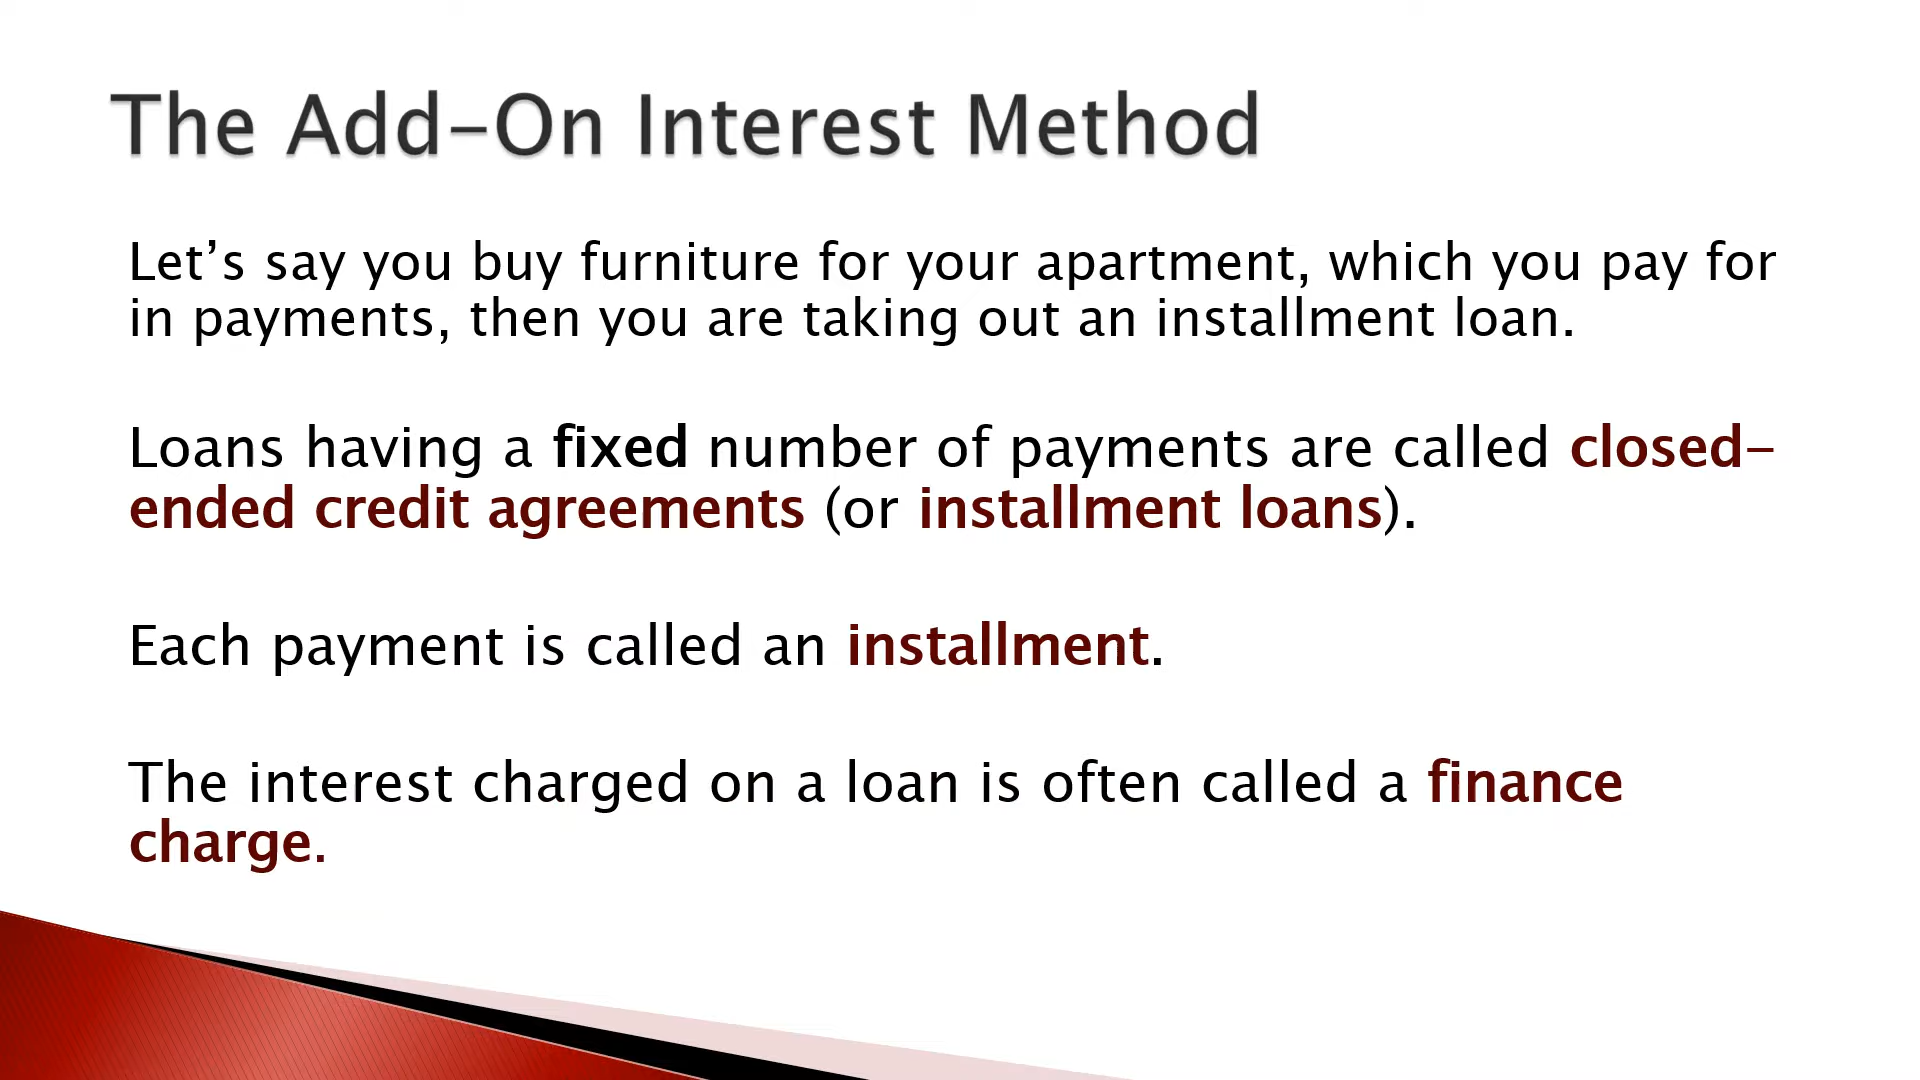 The Add-On Interest Method
Let’s say you buy furniture for your apartment, which you pay for
in payments, then you are taking out an installment loan.
Loans having a fixed number of payments are called closed-
ended credit agreements (or installment loans).
Each payment is called an installment.
The interest charged on a loan is often called a finance
charge.